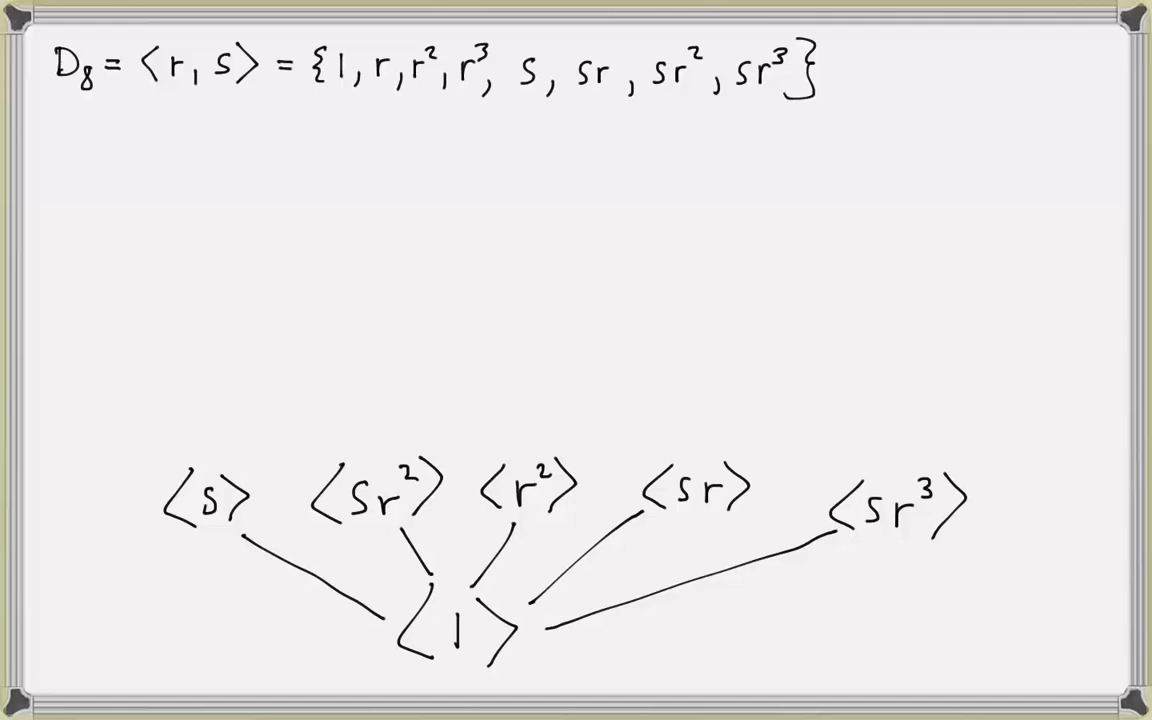 D₈ = ⟨r, s⟩ = {1, r, r², r³, s, sr, sr², sr³}
⟨s⟩ ⟨sr²⟩ ⟨r²⟩ ⟨sr⟩ ⟨sr³⟩
⟨1⟩